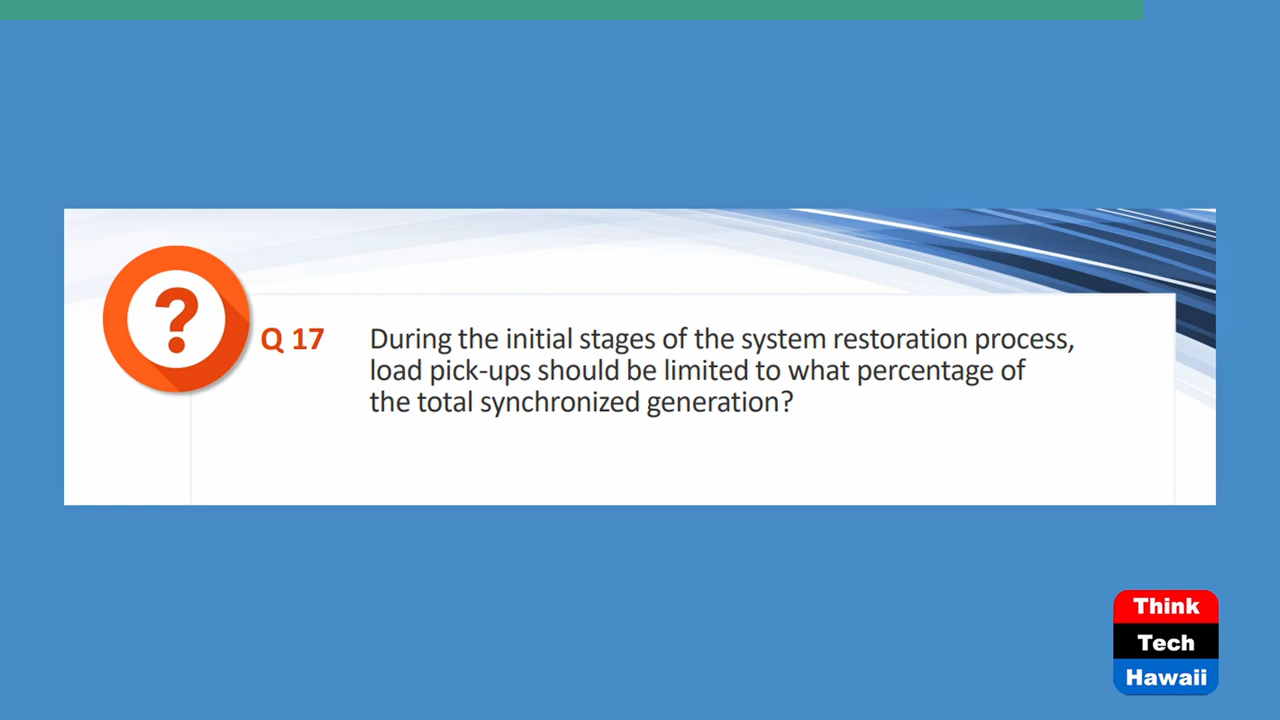 ?
Q 17
During the initial stages of the system restoration process,
load pick-ups should be limited to what percentage of
the total synchronized generation?
Think
Tech
Hawaii